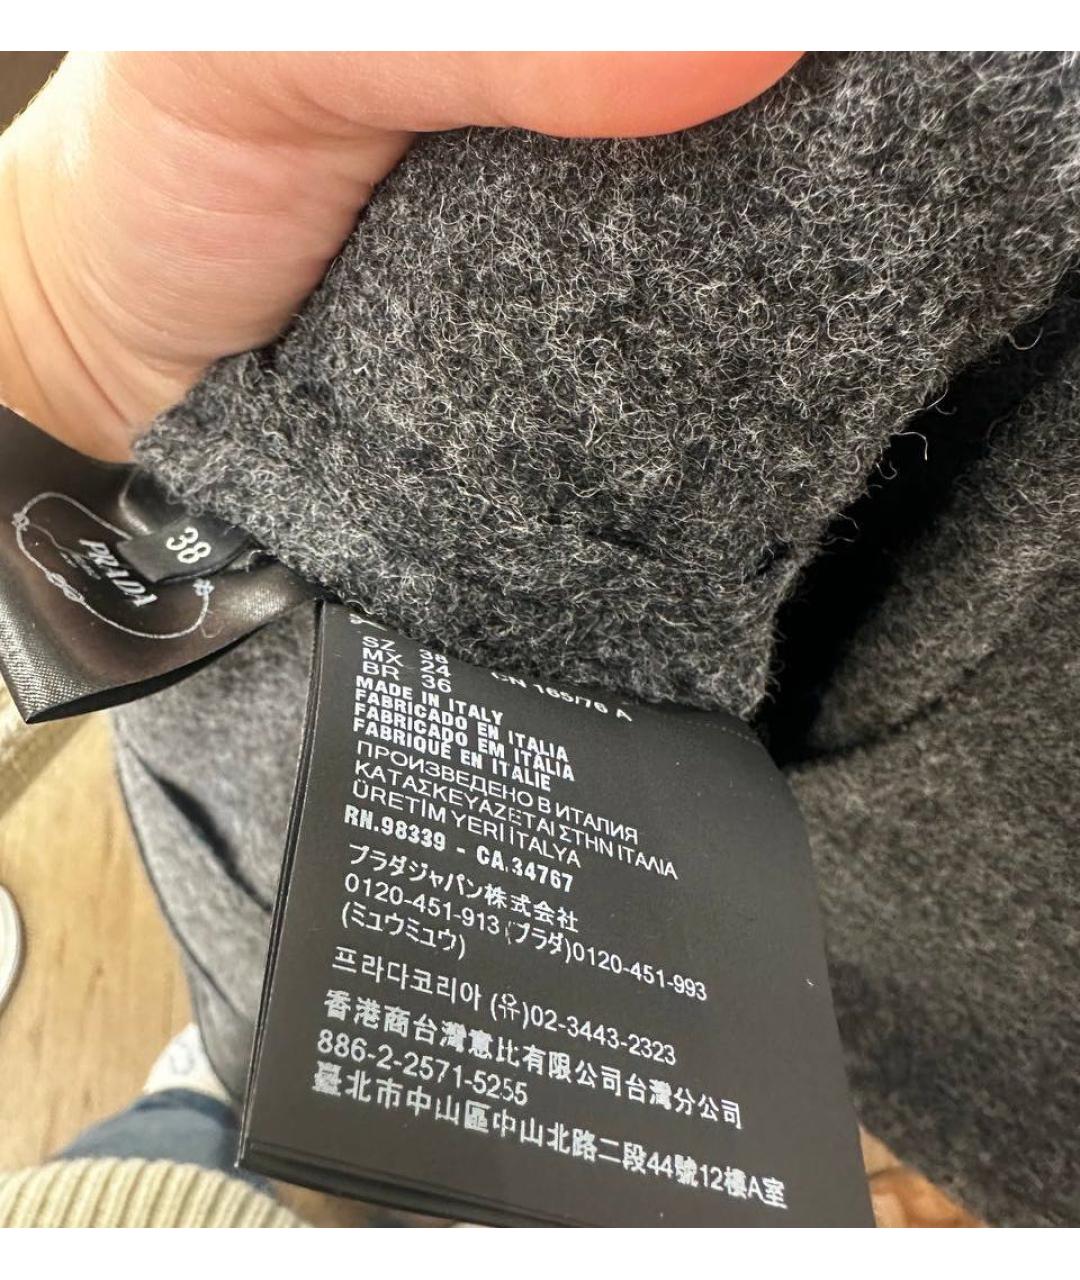 PRADA
38
SZ 38
MX 24 CN 165/76 A
BR 36
MADE IN ITALY
FABRICADO EN ITALIA
FABRICADO EM ITALIA
FABRIQUÉ EN ITALIE
ПРОИЗВЕДЕНО В ИТАЛИЯ
ΚΑΤΑΣΚΕΥΑΖΕΤΑΙ ΣΤΗΝ ΙΤΑΛΙΑ
ÜRETİM YERİ İTALYA
RN.98339 - CA.34767
プラダジャパン株式会社
0120-451-913 (プラダ)0120-451-993
(ミュウミュウ)
프라다코리아 (유)02-3443-2323
香港商台灣惠比有限公司台灣分公司
886-2-2571-5255
臺北市中山區中山北路二段44號12樓A室